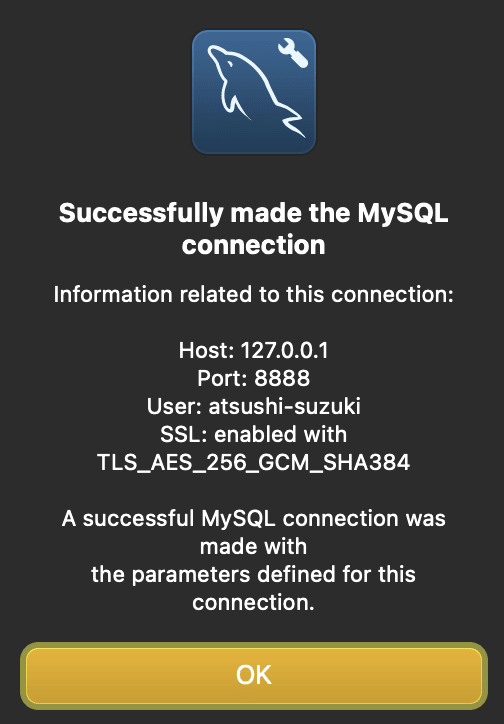 Successfully made the MySQL
connection
Information related to this connection:
Host: 127.0.0.1
Port: 8888
User: atsushi-suzuki
SSL: enabled with
TLS_AES_256_GCM_SHA384
A successful MySQL connection was
made with
the parameters defined for this
connection.
OK